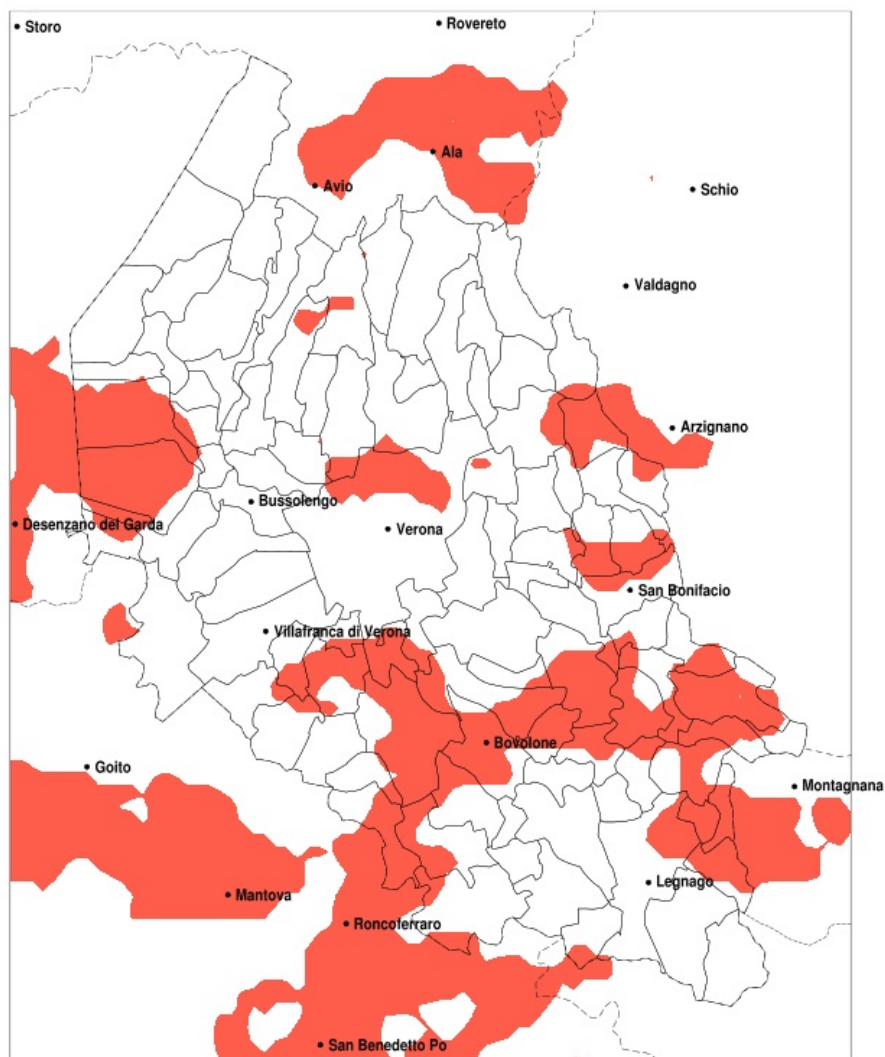 Storo
Rovereto
Ala
Avio
Schio
Valdagno
Arzignano
Bussolengo
Desenzano del Garda
Verona
San Bonifacio
Villafranca di Verona
Bovolone
Goito
Montagnana
Legnago
Mantova
Roncoferraro
San Benedetto Po